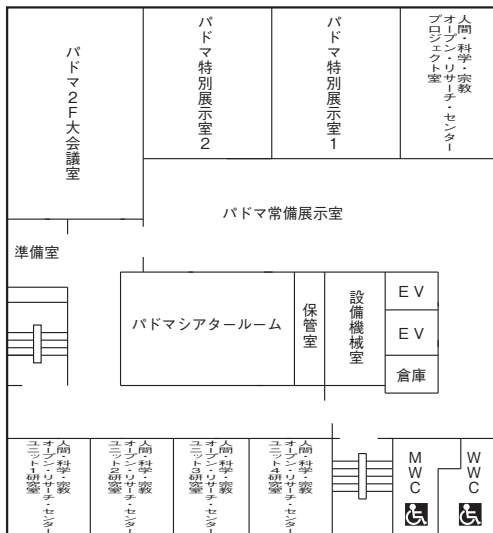 パドマ2F大会議室
パドマ特別展示室2
パドマ特別展示室1
人間・科学・宗教
オープン・リサーチ・センター
プロジェクト室
パドマ常備展示室
準備室
パドマシアタールーム
保管室
設備機械室
EV
EV
倉庫
人間・科学・宗教
オープン・リサーチ・センター
ユニット1研究室
人間・科学・宗教
オープン・リサーチ・センター
ユニット2研究室
人間・科学・宗教
オープン・リサーチ・センター
ユニット3研究室
人間・科学・宗教
オープン・リサーチ・センター
ユニット4研究室
MWC
WWC